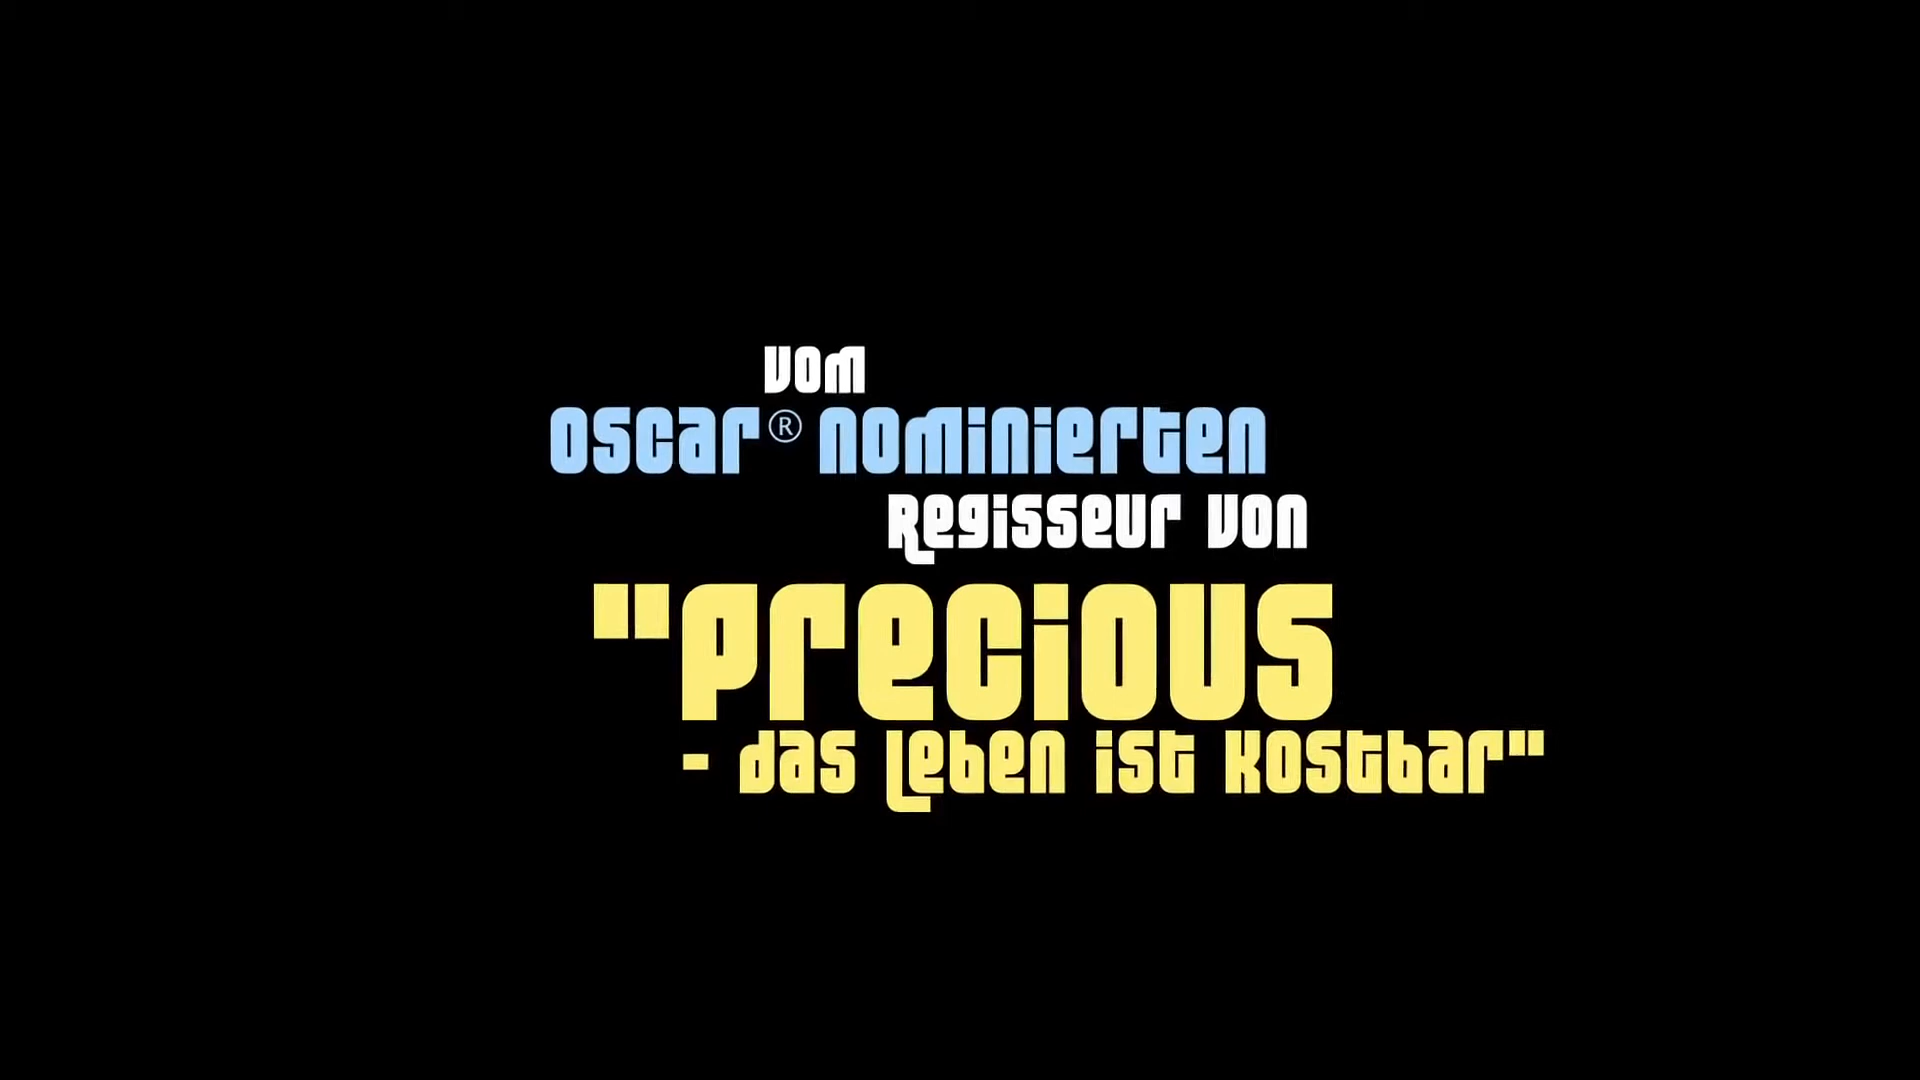 vom
Oscar® nominierten
Regisseur von
"Precious
- das Leben ist kostbar"